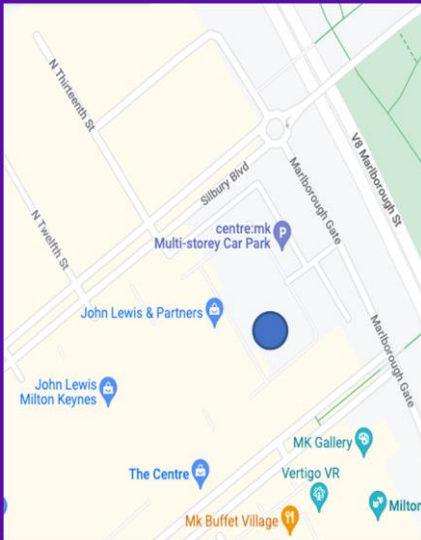 N Thirteenth St
V8 Marlborough St
Silbury Blvd
Marlborough Gate
N Twelfth St
centre:mk
Multi-storey Car Park
P
John Lewis & Partners
Marlborough Gate
John Lewis
Milton Keynes
MK Gallery
The Centre
Vertigo VR
Milton
Mk Buffet Village